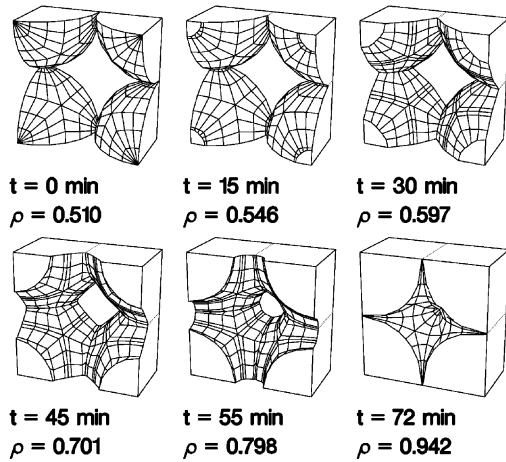 t = 0 min
ρ = 0.510
t = 15 min
ρ = 0.546
t = 30 min
ρ = 0.597
t = 45 min
ρ = 0.701
t = 55 min
ρ = 0.798
t = 72 min
ρ = 0.942